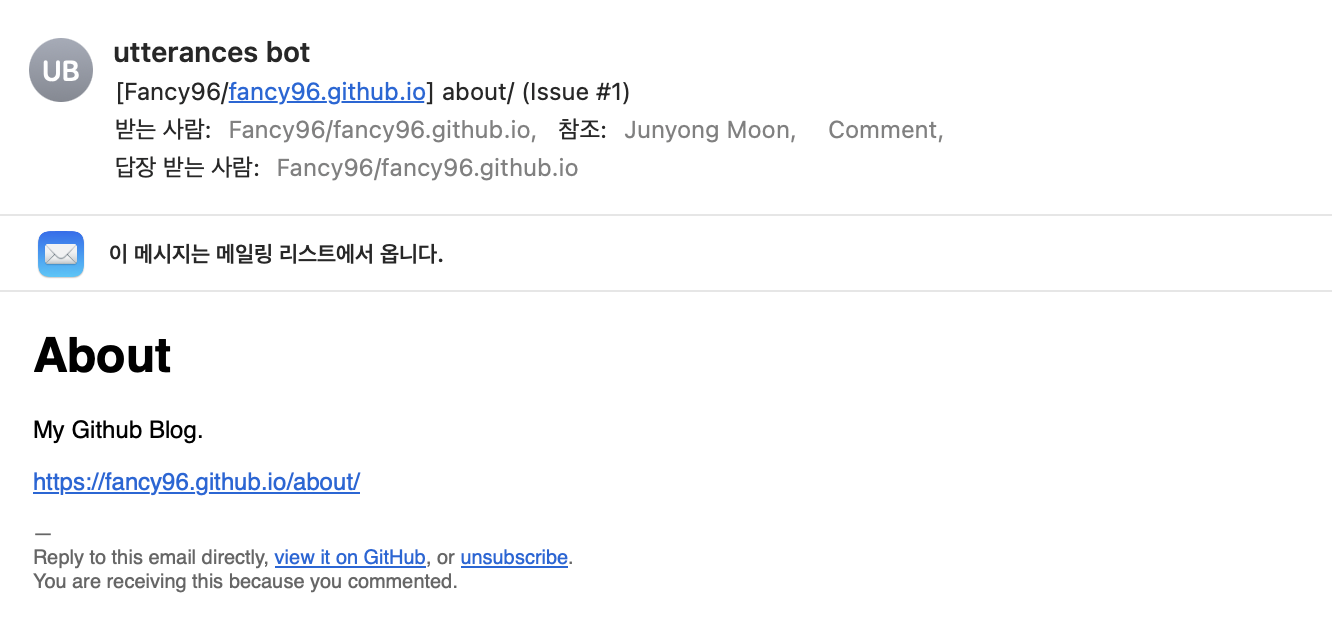 UB
utterances bot
[Fancy96/fancy96.github.io] about/ (Issue #1)
받는 사람: Fancy96/fancy96.github.io, 참조: Junyong Moon, Comment,
답장 받는 사람: Fancy96/fancy96.github.io
이 메시지는 메일링 리스트에서 옵니다.
About
My Github Blog.
https://fancy96.github.io/about/
—
Reply to this email directly, view it on GitHub, or unsubscribe.
You are receiving this because you commented.